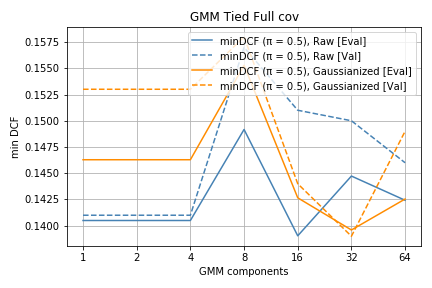 GMM Tied Full cov
minDCF (π = 0.5), Raw [Eval]
minDCF (π = 0.5), Raw [Val]
minDCF (π = 0.5), Gaussianized [Eval]
minDCF (π = 0.5), Gaussianized [Val]
min DCF
0.1575
0.1550
0.1525
0.1500
0.1475
0.1450
0.1425
0.1400
1 2 4 8 16 32 64
GMM components